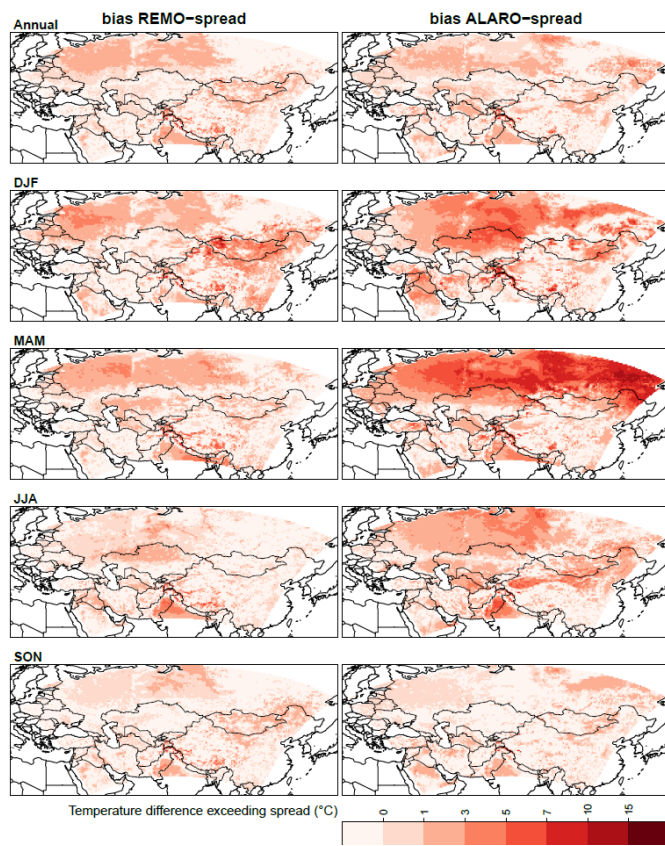 bias REMO−spread
bias ALARO−spread
Annual
DJF
MAM
JJA
SON
Temperature difference exceeding spread (°C)
0 1 3 5 7 10 15